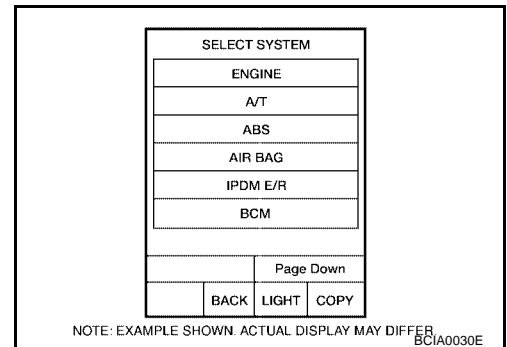 SELECT SYSTEM
ENGINE
A/T
ABS
AIR BAG
IPDM E/R
BCM
Page Down
BACK LIGHT COPY
NOTE: EXAMPLE SHOWN. ACTUAL DISPLAY MAY DIFFER.
BCIA0030E